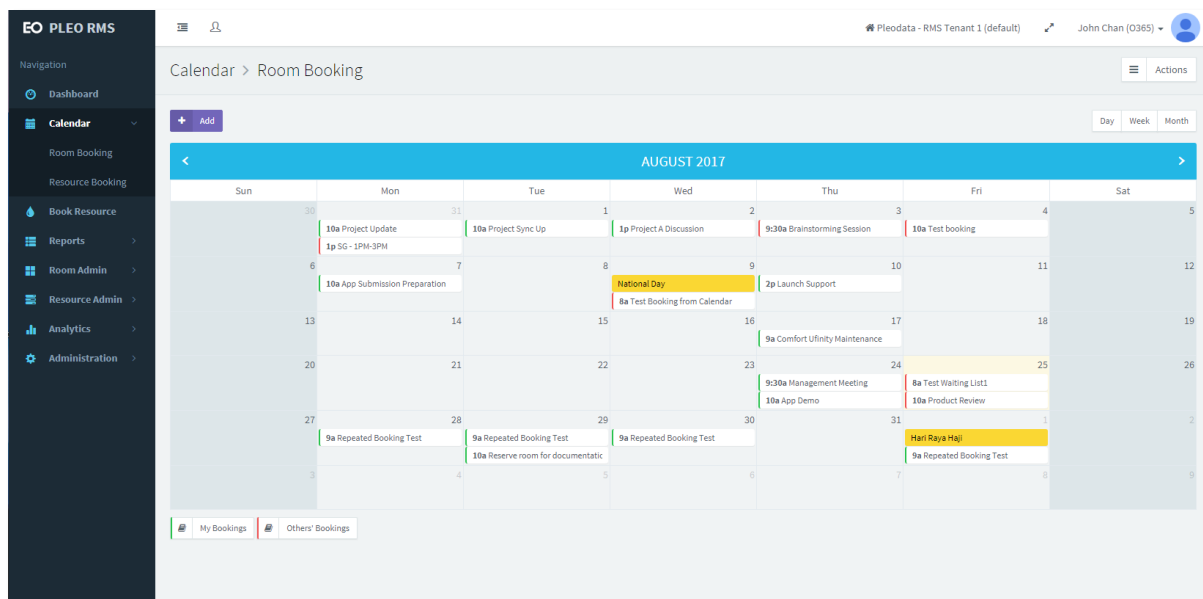 EO PLEO RMS
Pleodata - RMS Tenant 1 (default)
John Chan (O365)
Navigation
Dashboard
Calendar
Room Booking
Resource Booking
Book Resource
Reports
Room Admin
Resource Admin
Analytics
Administration
Calendar > Room Booking
Actions
+ Add
Day Week Month
< AUGUST 2017 >
Sun Mon Tue Wed Thu Fri Sat
30 31 1 2 3 4 5
10a Project Update 10a Project Sync Up 1p Project A Discussion 9:30a Brainstorming Session 10a Test booking
1p SG - 1PM-3PM
6 7 8 9 10 11 12
10a App Submission Preparation National Day 2p Launch Support
8a Test Booking from Calendar
13 14 15 16 17 18 19
9a Comfort Ufinity Maintenance
20 21 22 23 24 25 26
9:30a Management Meeting 8a Test Waiting List1
10a App Demo 10a Product Review
27 28 29 30 31 1 2
9a Repeated Booking Test 9a Repeated Booking Test 9a Repeated Booking Test Hari Raya Haji
10a Reserve room for documentatic 9a Repeated Booking Test
3 4 5 6 7 8 9
My Bookings Others' Bookings